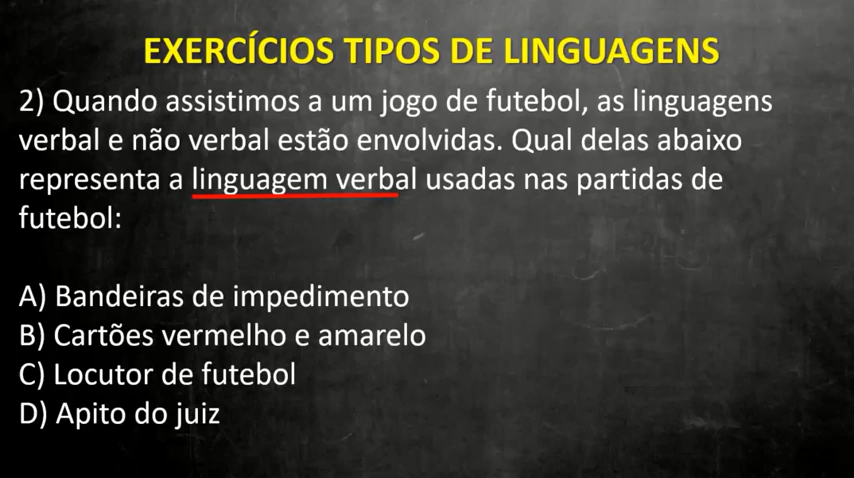 EXERCÍCIOS TIPOS DE LINGUAGENS
2) Quando assistimos a um jogo de futebol, as linguagens
verbal e não verbal estão envolvidas. Qual delas abaixo
representa a linguagem verbal usadas nas partidas de
futebol:
A) Bandeiras de impedimento
B) Cartões vermelho e amarelo
C) Locutor de futebol
D) Apito do juiz